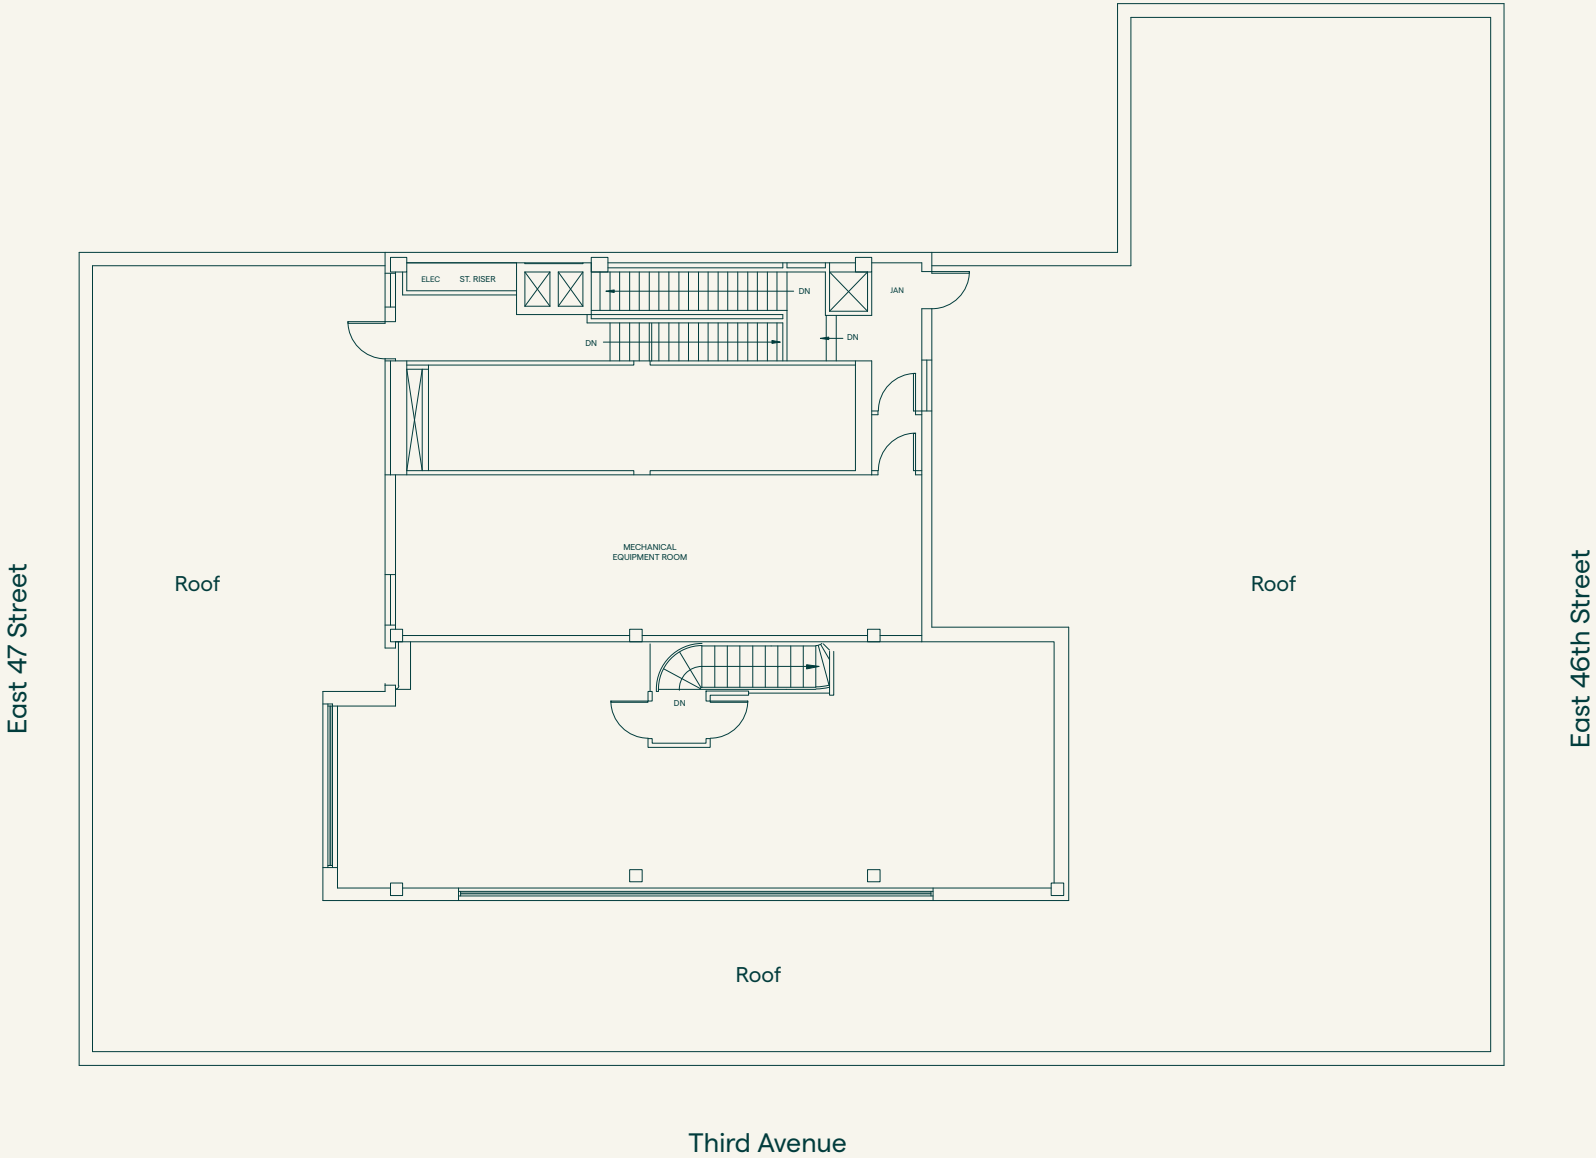 ELEC
ST. RISER
DN
JAN
DN
DN
MECHANICAL
EQUIPMENT ROOM
Roof
Roof
East 47 Street
East 46th Street
DN
Roof
Third Avenue